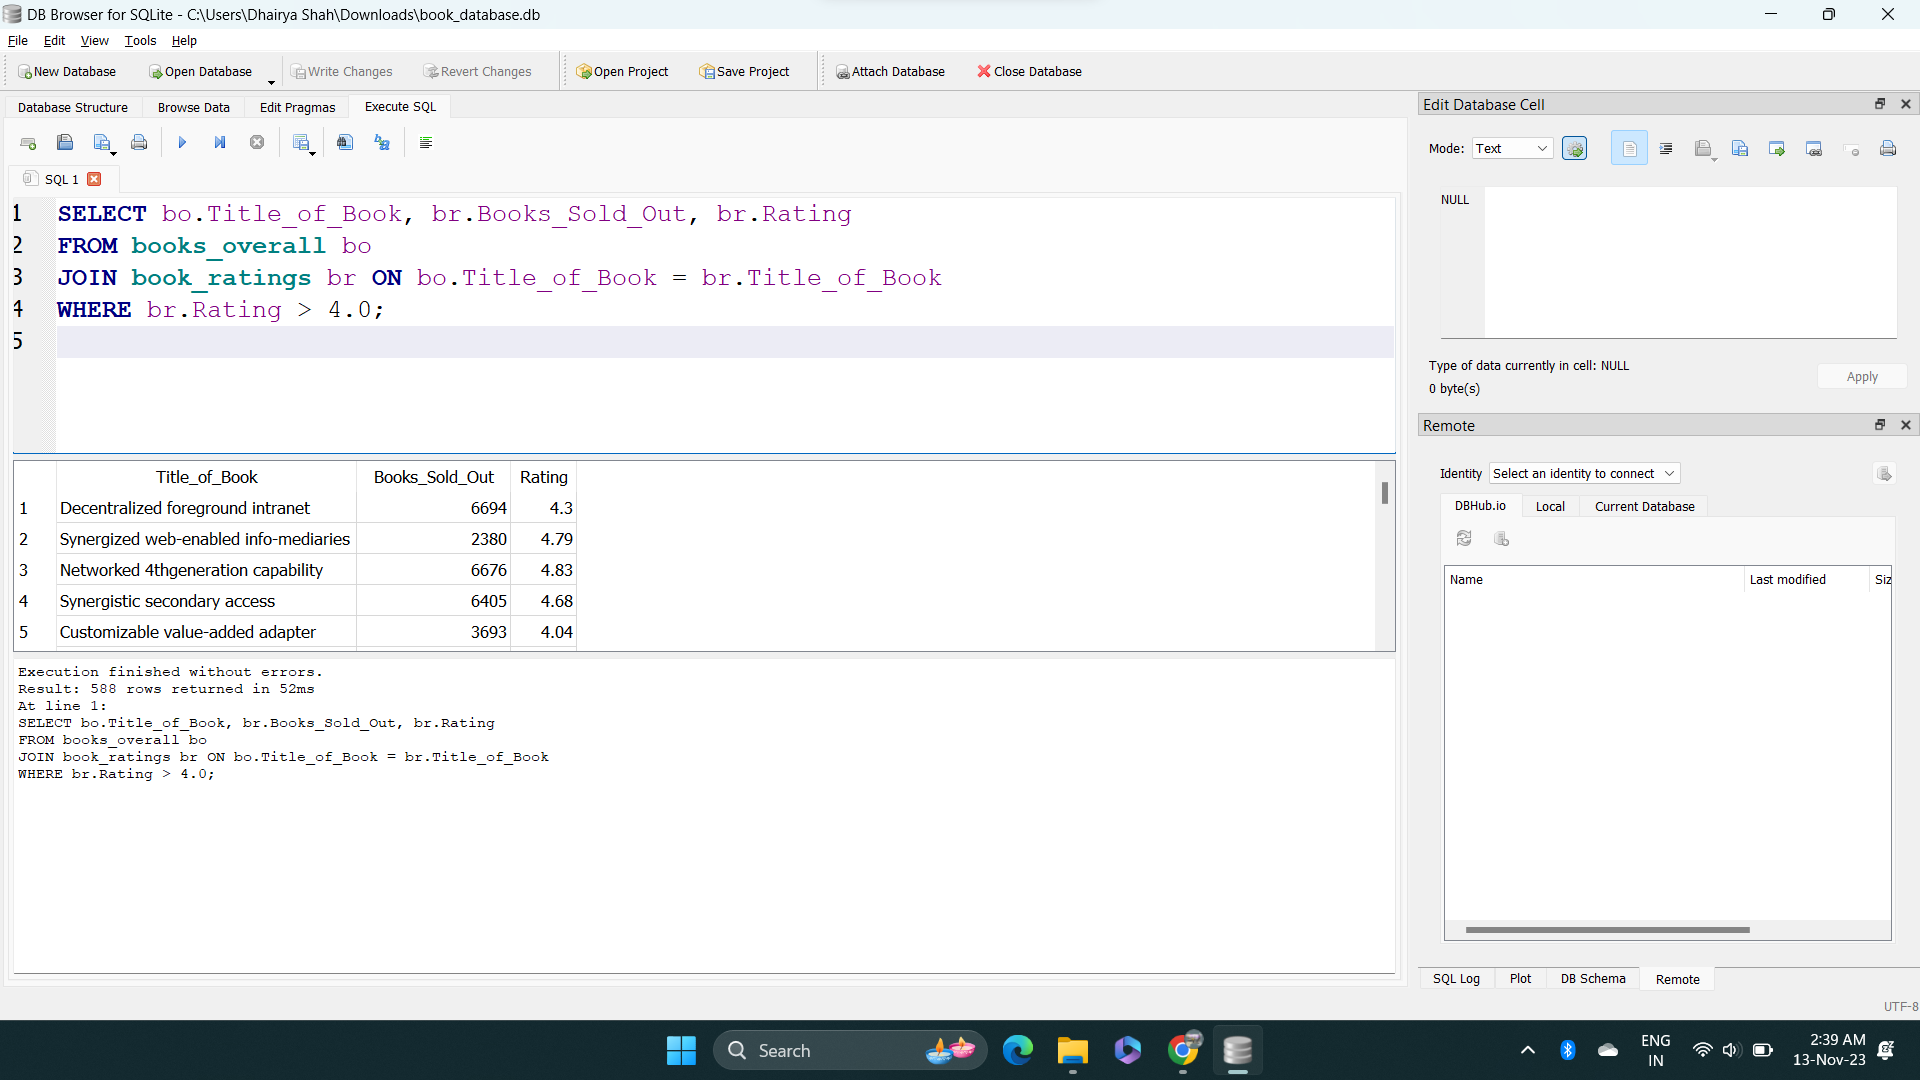 DB Browser for SQLite - C:\Users\Dhairya Shah\Downloads\book_database.db
File Edit View Tools Help
New Database Open Database Write Changes Revert Changes Open Project Save Project Attach Database Close Database
Database Structure Browse Data Edit Pragmas Execute SQL
SQL 1
1 SELECT bo.Title_of_Book, br.Books_Sold_Out, br.Rating
2 FROM books_overall bo
3 JOIN book_ratings br ON bo.Title_of_Book = br.Title_of_Book
4 WHERE br.Rating > 4.0;
5
Title_of_Book Books_Sold_Out Rating
1 Decentralized foreground intranet 6694 4.3
2 Synergized web-enabled info-mediaries 2380 4.79
3 Networked 4thgeneration capability 6676 4.83
4 Synergistic secondary access 6405 4.68
5 Customizable value-added adapter 3693 4.04
Execution finished without errors.
Result: 588 rows returned in 52ms
At line 1:
SELECT bo.Title_of_Book, br.Books_Sold_Out, br.Rating
FROM books_overall bo
JOIN book_ratings br ON bo.Title_of_Book = br.Title_of_Book
WHERE br.Rating > 4.0;
Edit Database Cell
Mode: Text
NULL
Type of data currently in cell: NULL
0 byte(s)
Apply
Remote
Identity Select an identity to connect
DBHub.io Local Current Database
Name Last modified Siz
SQL Log Plot DB Schema Remote
UTF-8
Search
ENG
IN
2:39 AM
13-Nov-23